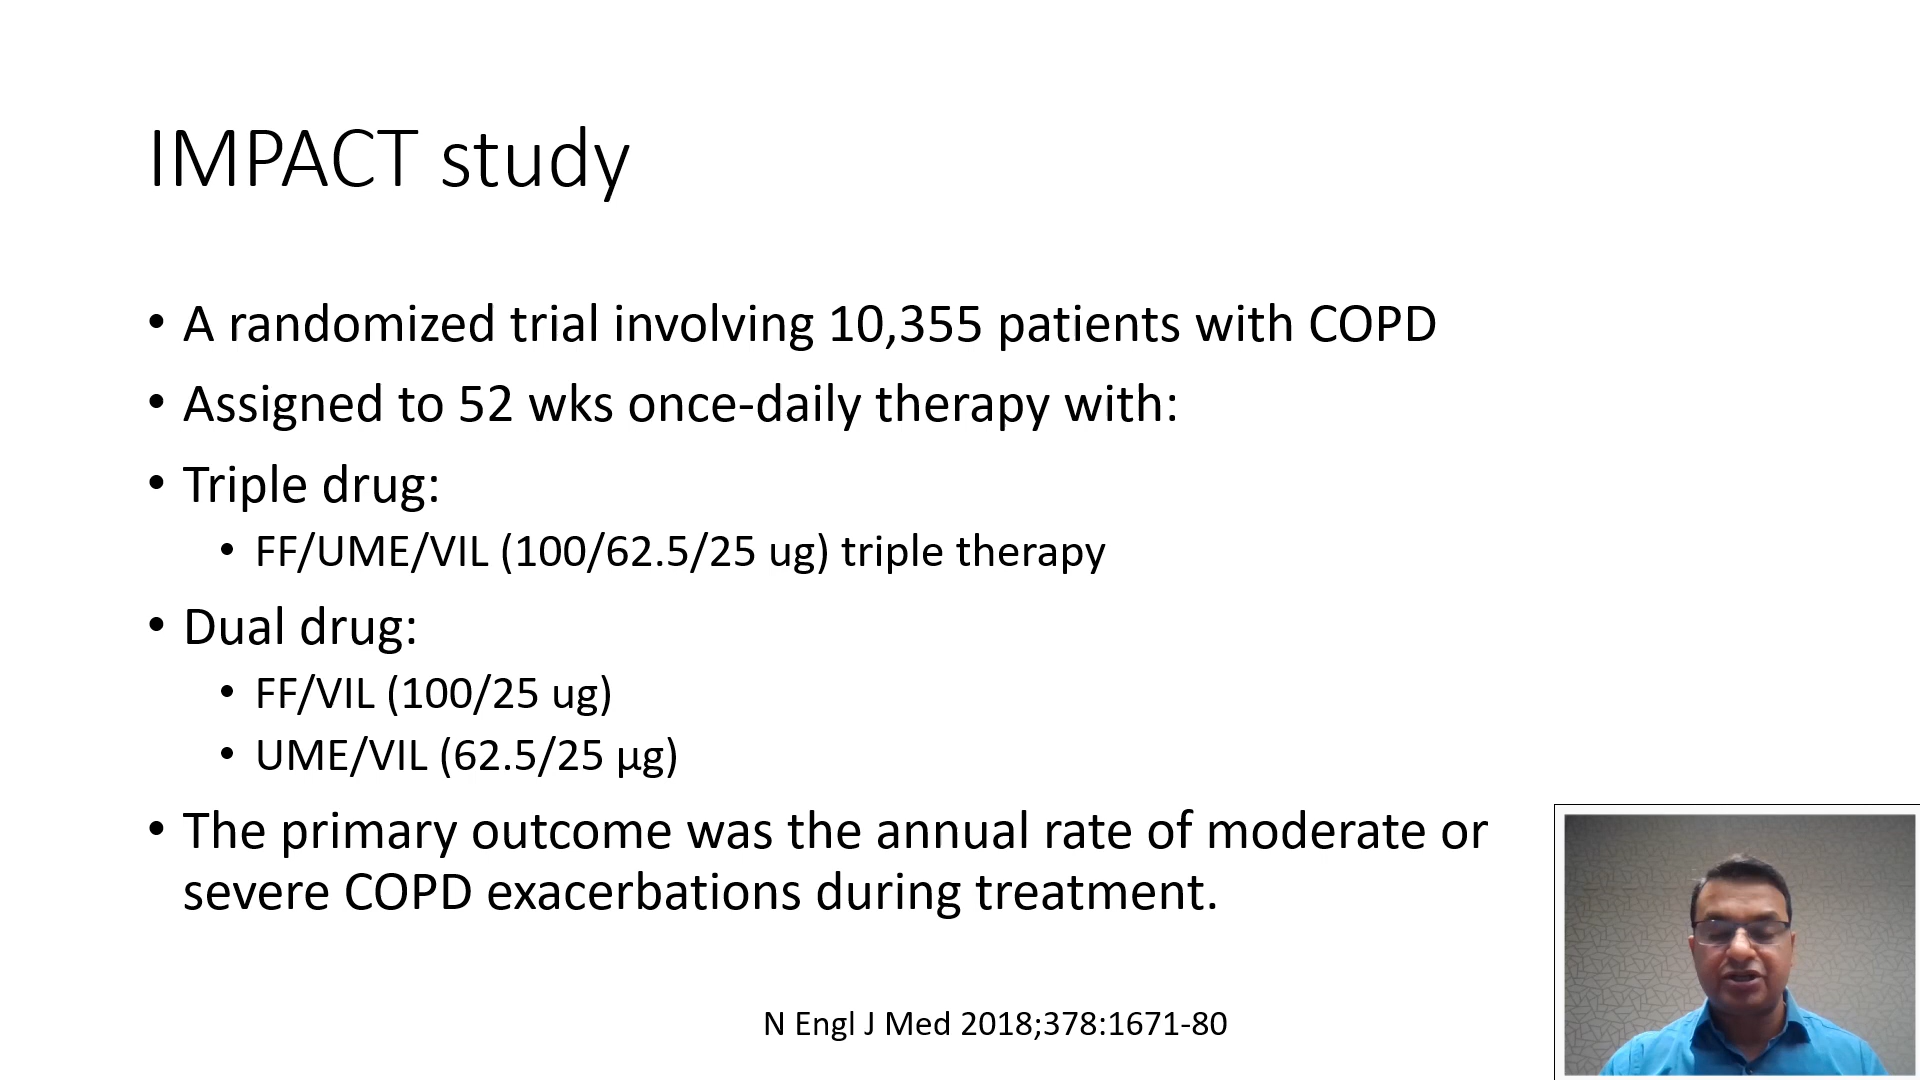 IMPACT study
• A randomized trial involving 10,355 patients with COPD
• Assigned to 52 wks once-daily therapy with:
• Triple drug:
• FF/UME/VIL (100/62.5/25 ug) triple therapy
• Dual drug:
• FF/VIL (100/25 ug)
• UME/VIL (62.5/25 µg)
• The primary outcome was the annual rate of moderate or
severe COPD exacerbations during treatment.
N Engl J Med 2018;378:1671-80